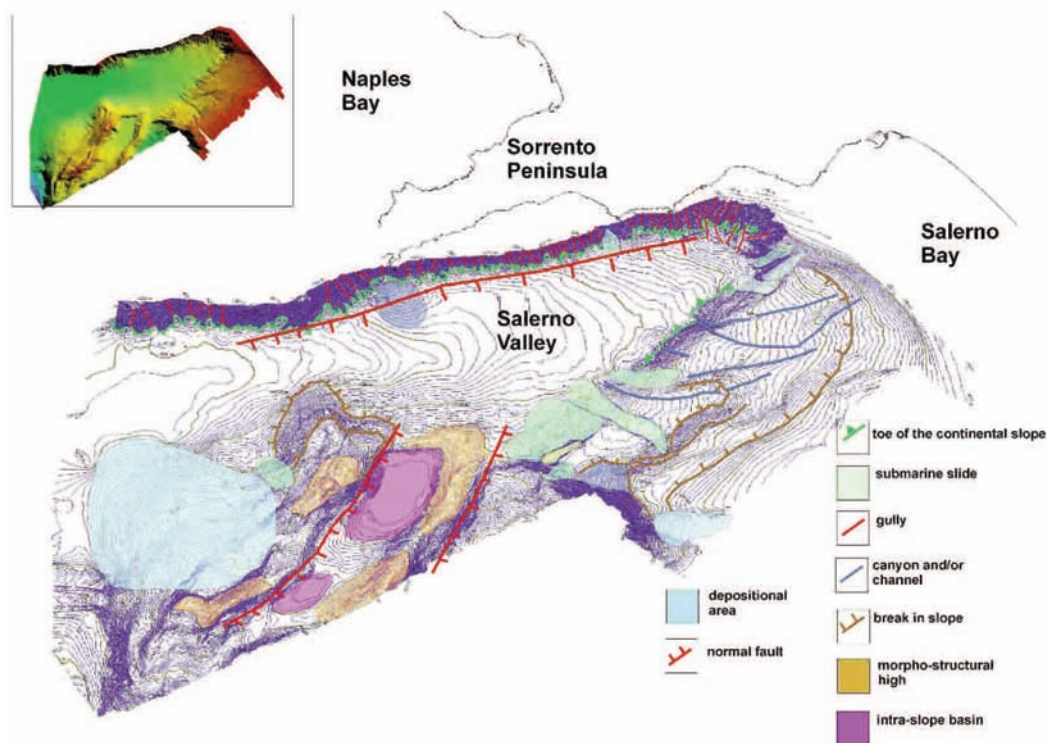 Naples
Bay
Sorrento
Peninsula
Salerno
Bay
Salerno
Valley
toe of the continental slope
submarine slide
gully
canyon and/or
channel
break in slope
morpho-structural
high
intra-slope basin
depositional
area
normal fault